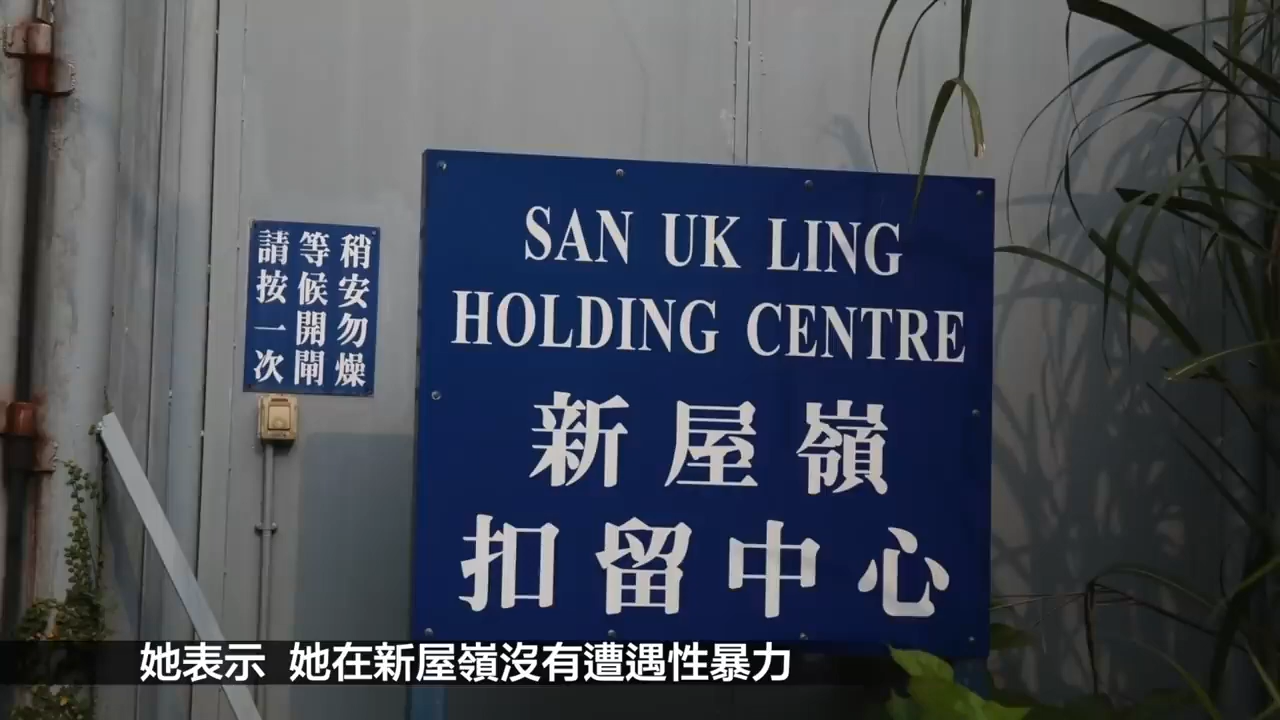 請按一次
等候開閘
稍安勿燥
SAN UK LING
HOLDING CENTRE
新屋嶺
扣留中心
她表示 她在新屋嶺沒有遭遇性暴力